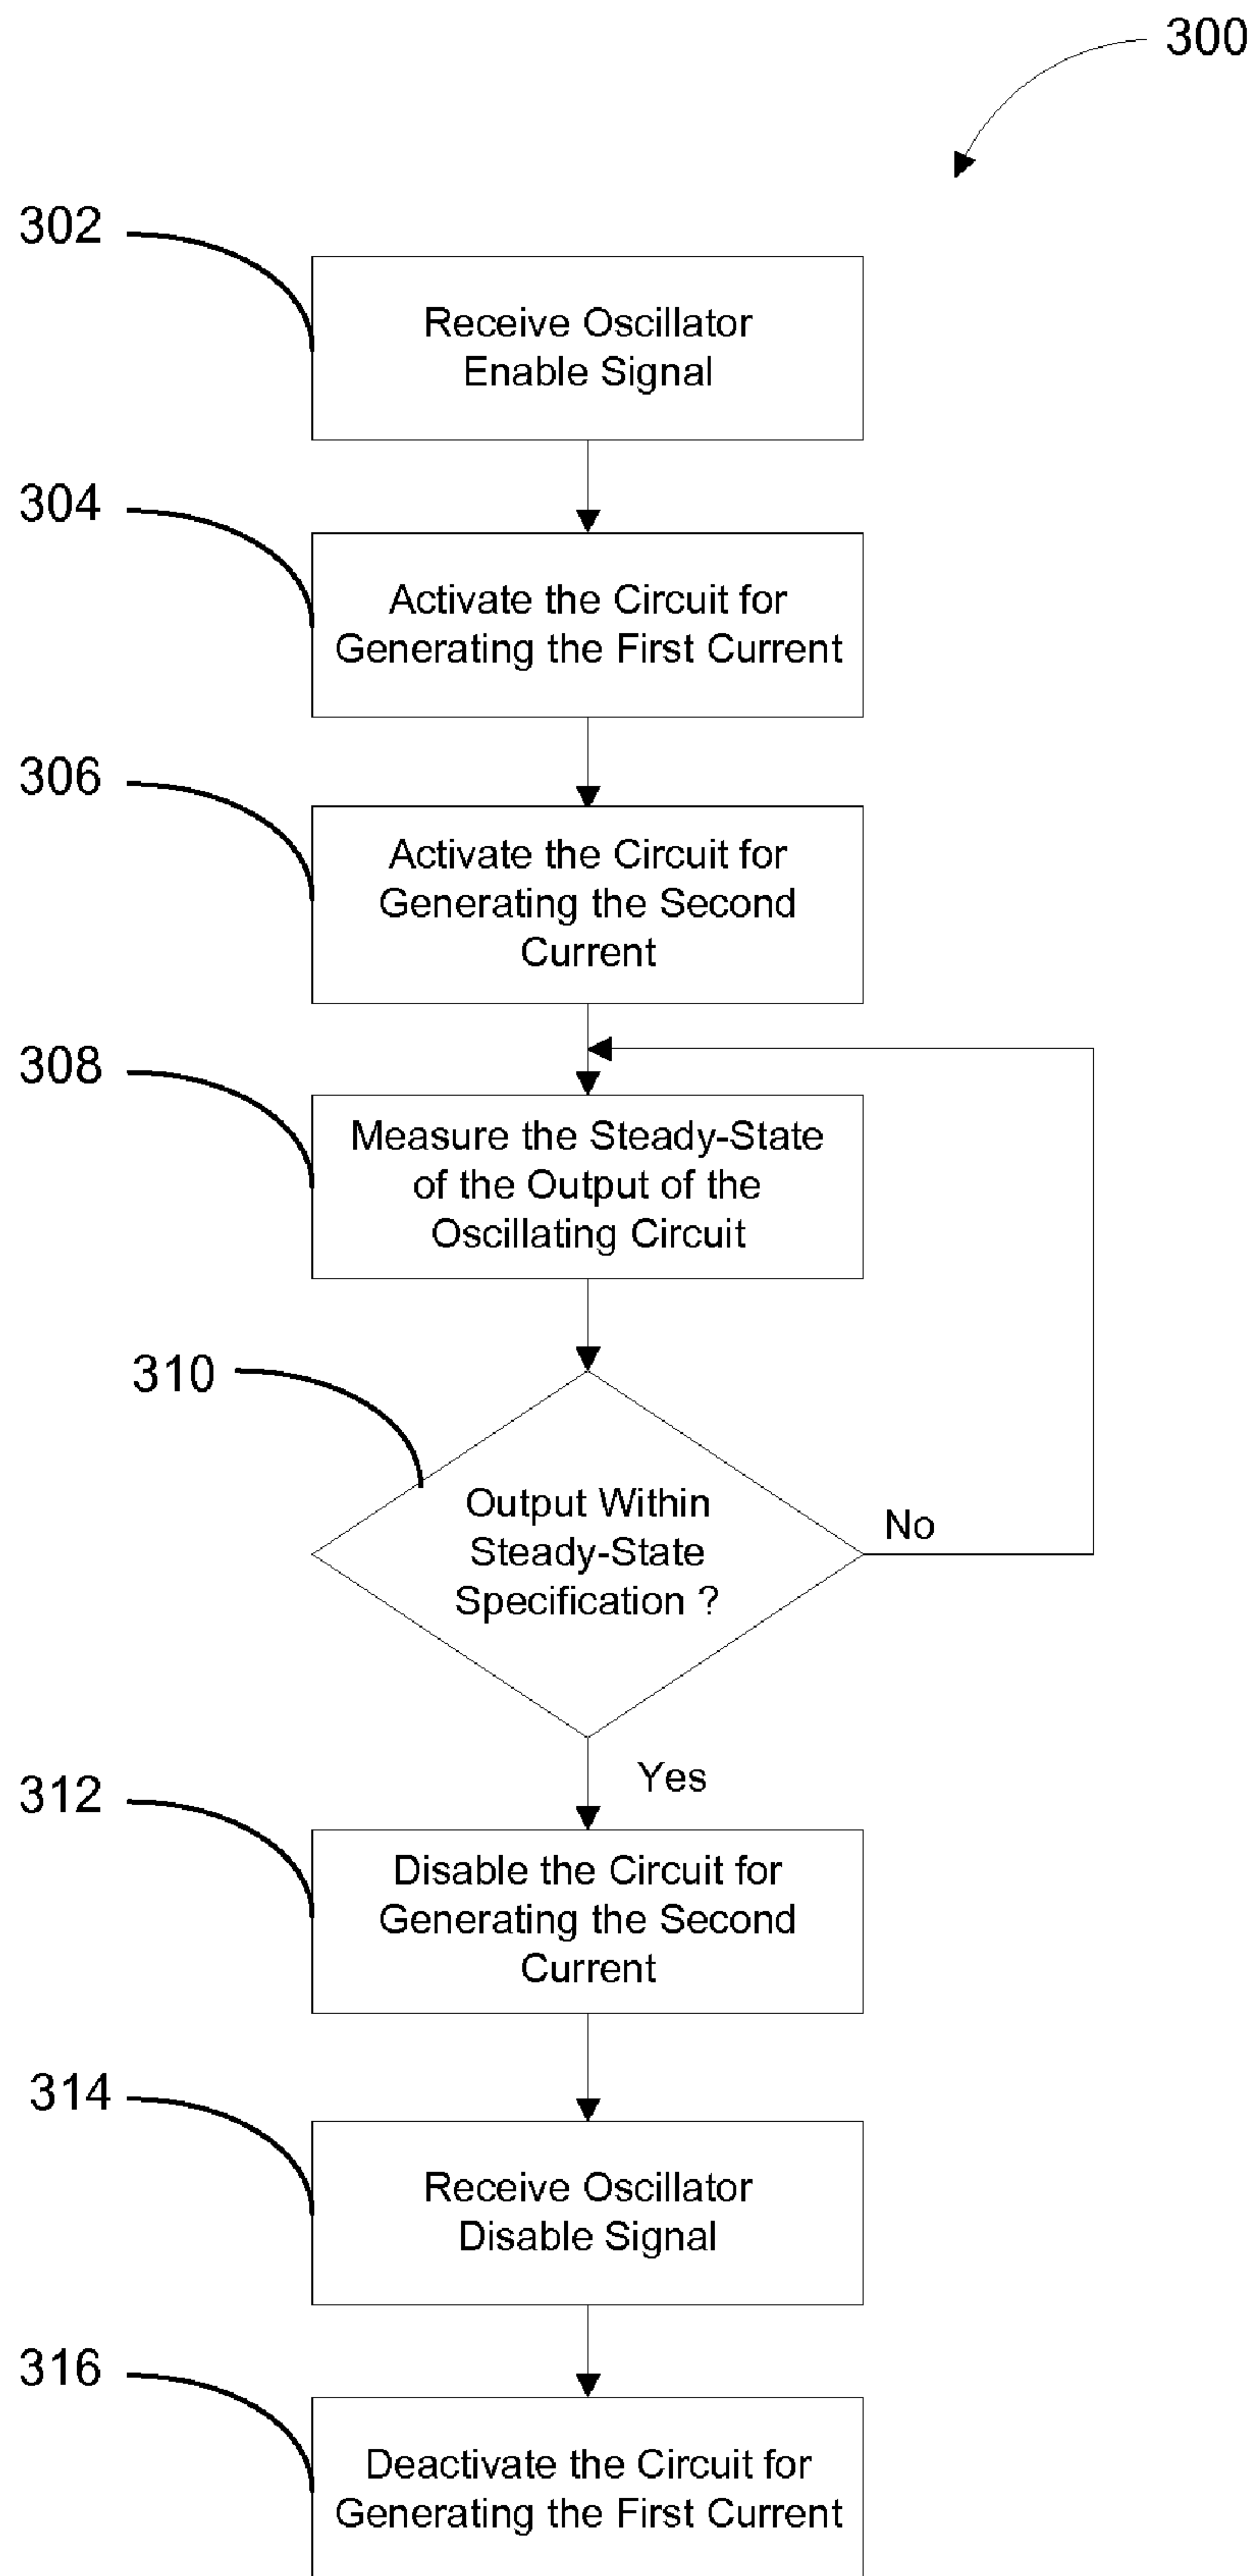 300
302
Receive Oscillator
Enable Signal
304
Activate the Circuit for
Generating the First Current
306
Activate the Circuit for
Generating the Second
Current
308
Measure the Steady-State
of the Output of the
Oscillating Circuit
310
Output Within
Steady-State
Specification ?
No
Yes
312
Disable the Circuit for
Generating the Second
Current
314
Receive Oscillator
Disable Signal
316
Deactivate the Circuit for
Generating the First Current